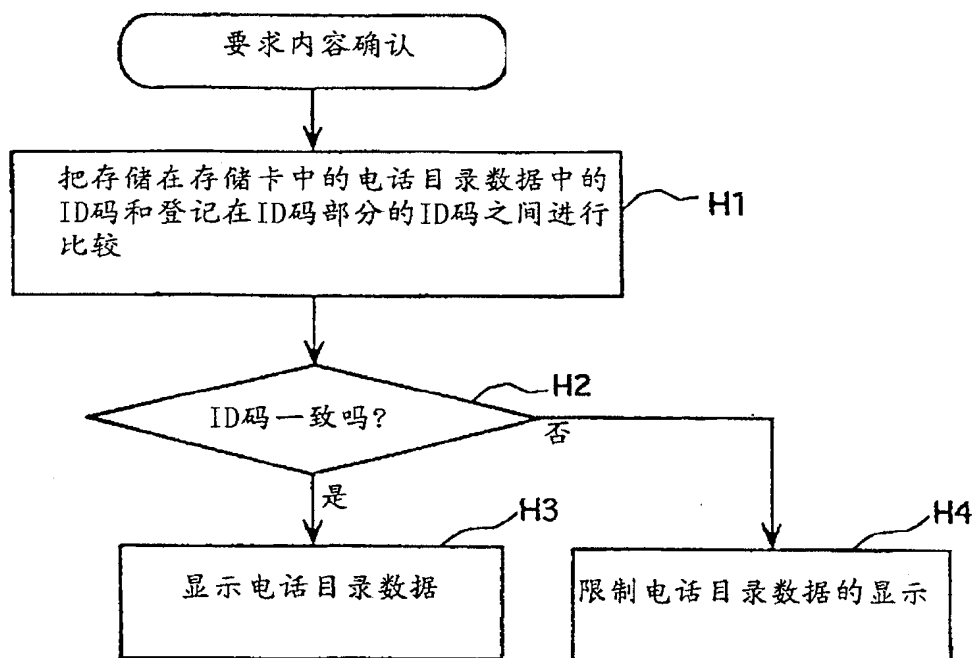 要求内容确认
把存储在存储卡中的电话目录数据中的
ID码和登记在ID码部分的ID码之间进行
比较
H1
H2
ID码一致吗?
否
是
H3
H4
显示电话目录数据
限制电话目录数据的显示